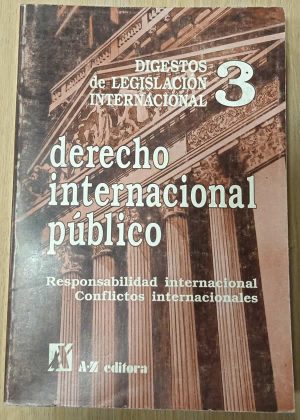 DIGESTOS
de LEGISLACIÓN
INTERNACIONAL
3
derecho
internacional
público
Responsabilidad internacional
Conflictos internacionales
A-Z editora